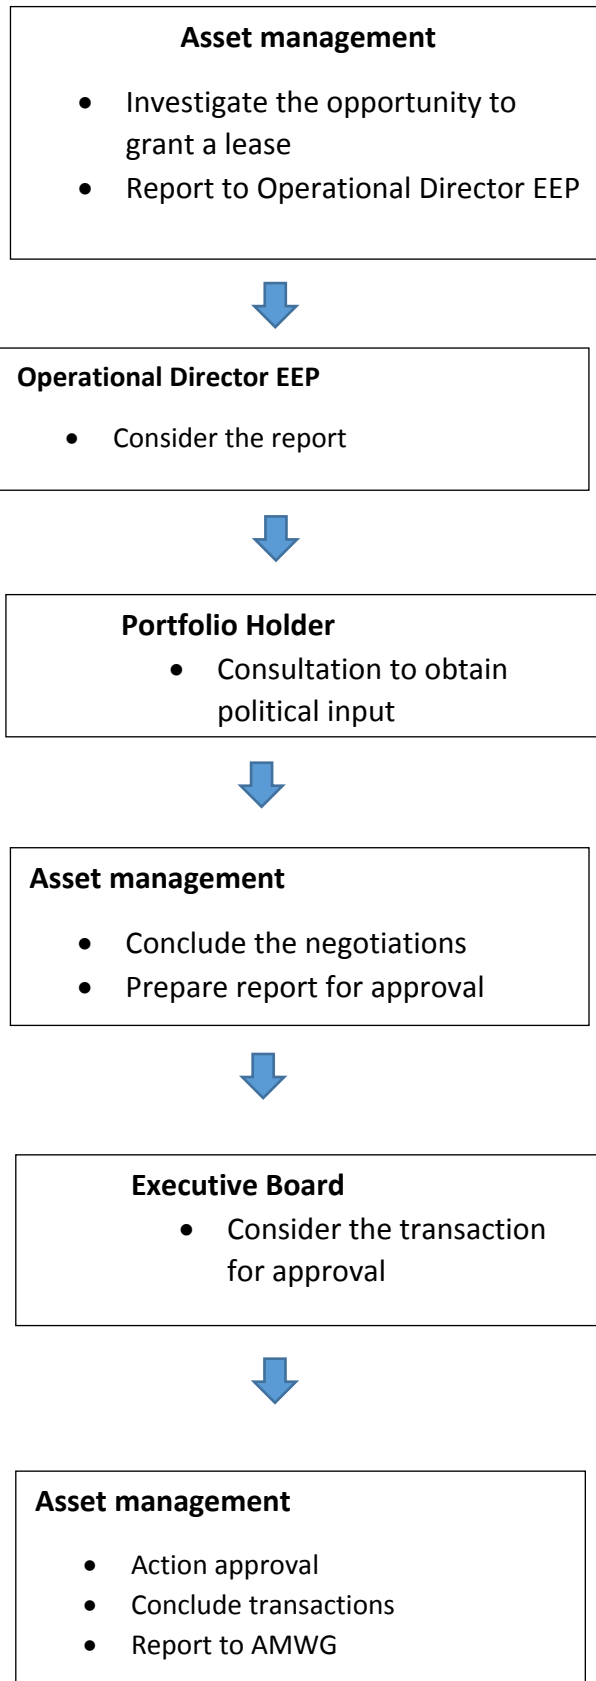 Asset management
• Investigate the opportunity to
grant a lease
• Report to Operational Director EEP
Operational Director EEP
• Consider the report
Portfolio Holder
• Consultation to obtain
political input
Asset management
• Conclude the negotiations
• Prepare report for approval
Executive Board
• Consider the transaction
for approval
Asset management
• Action approval
• Conclude transactions
• Report to AMWG